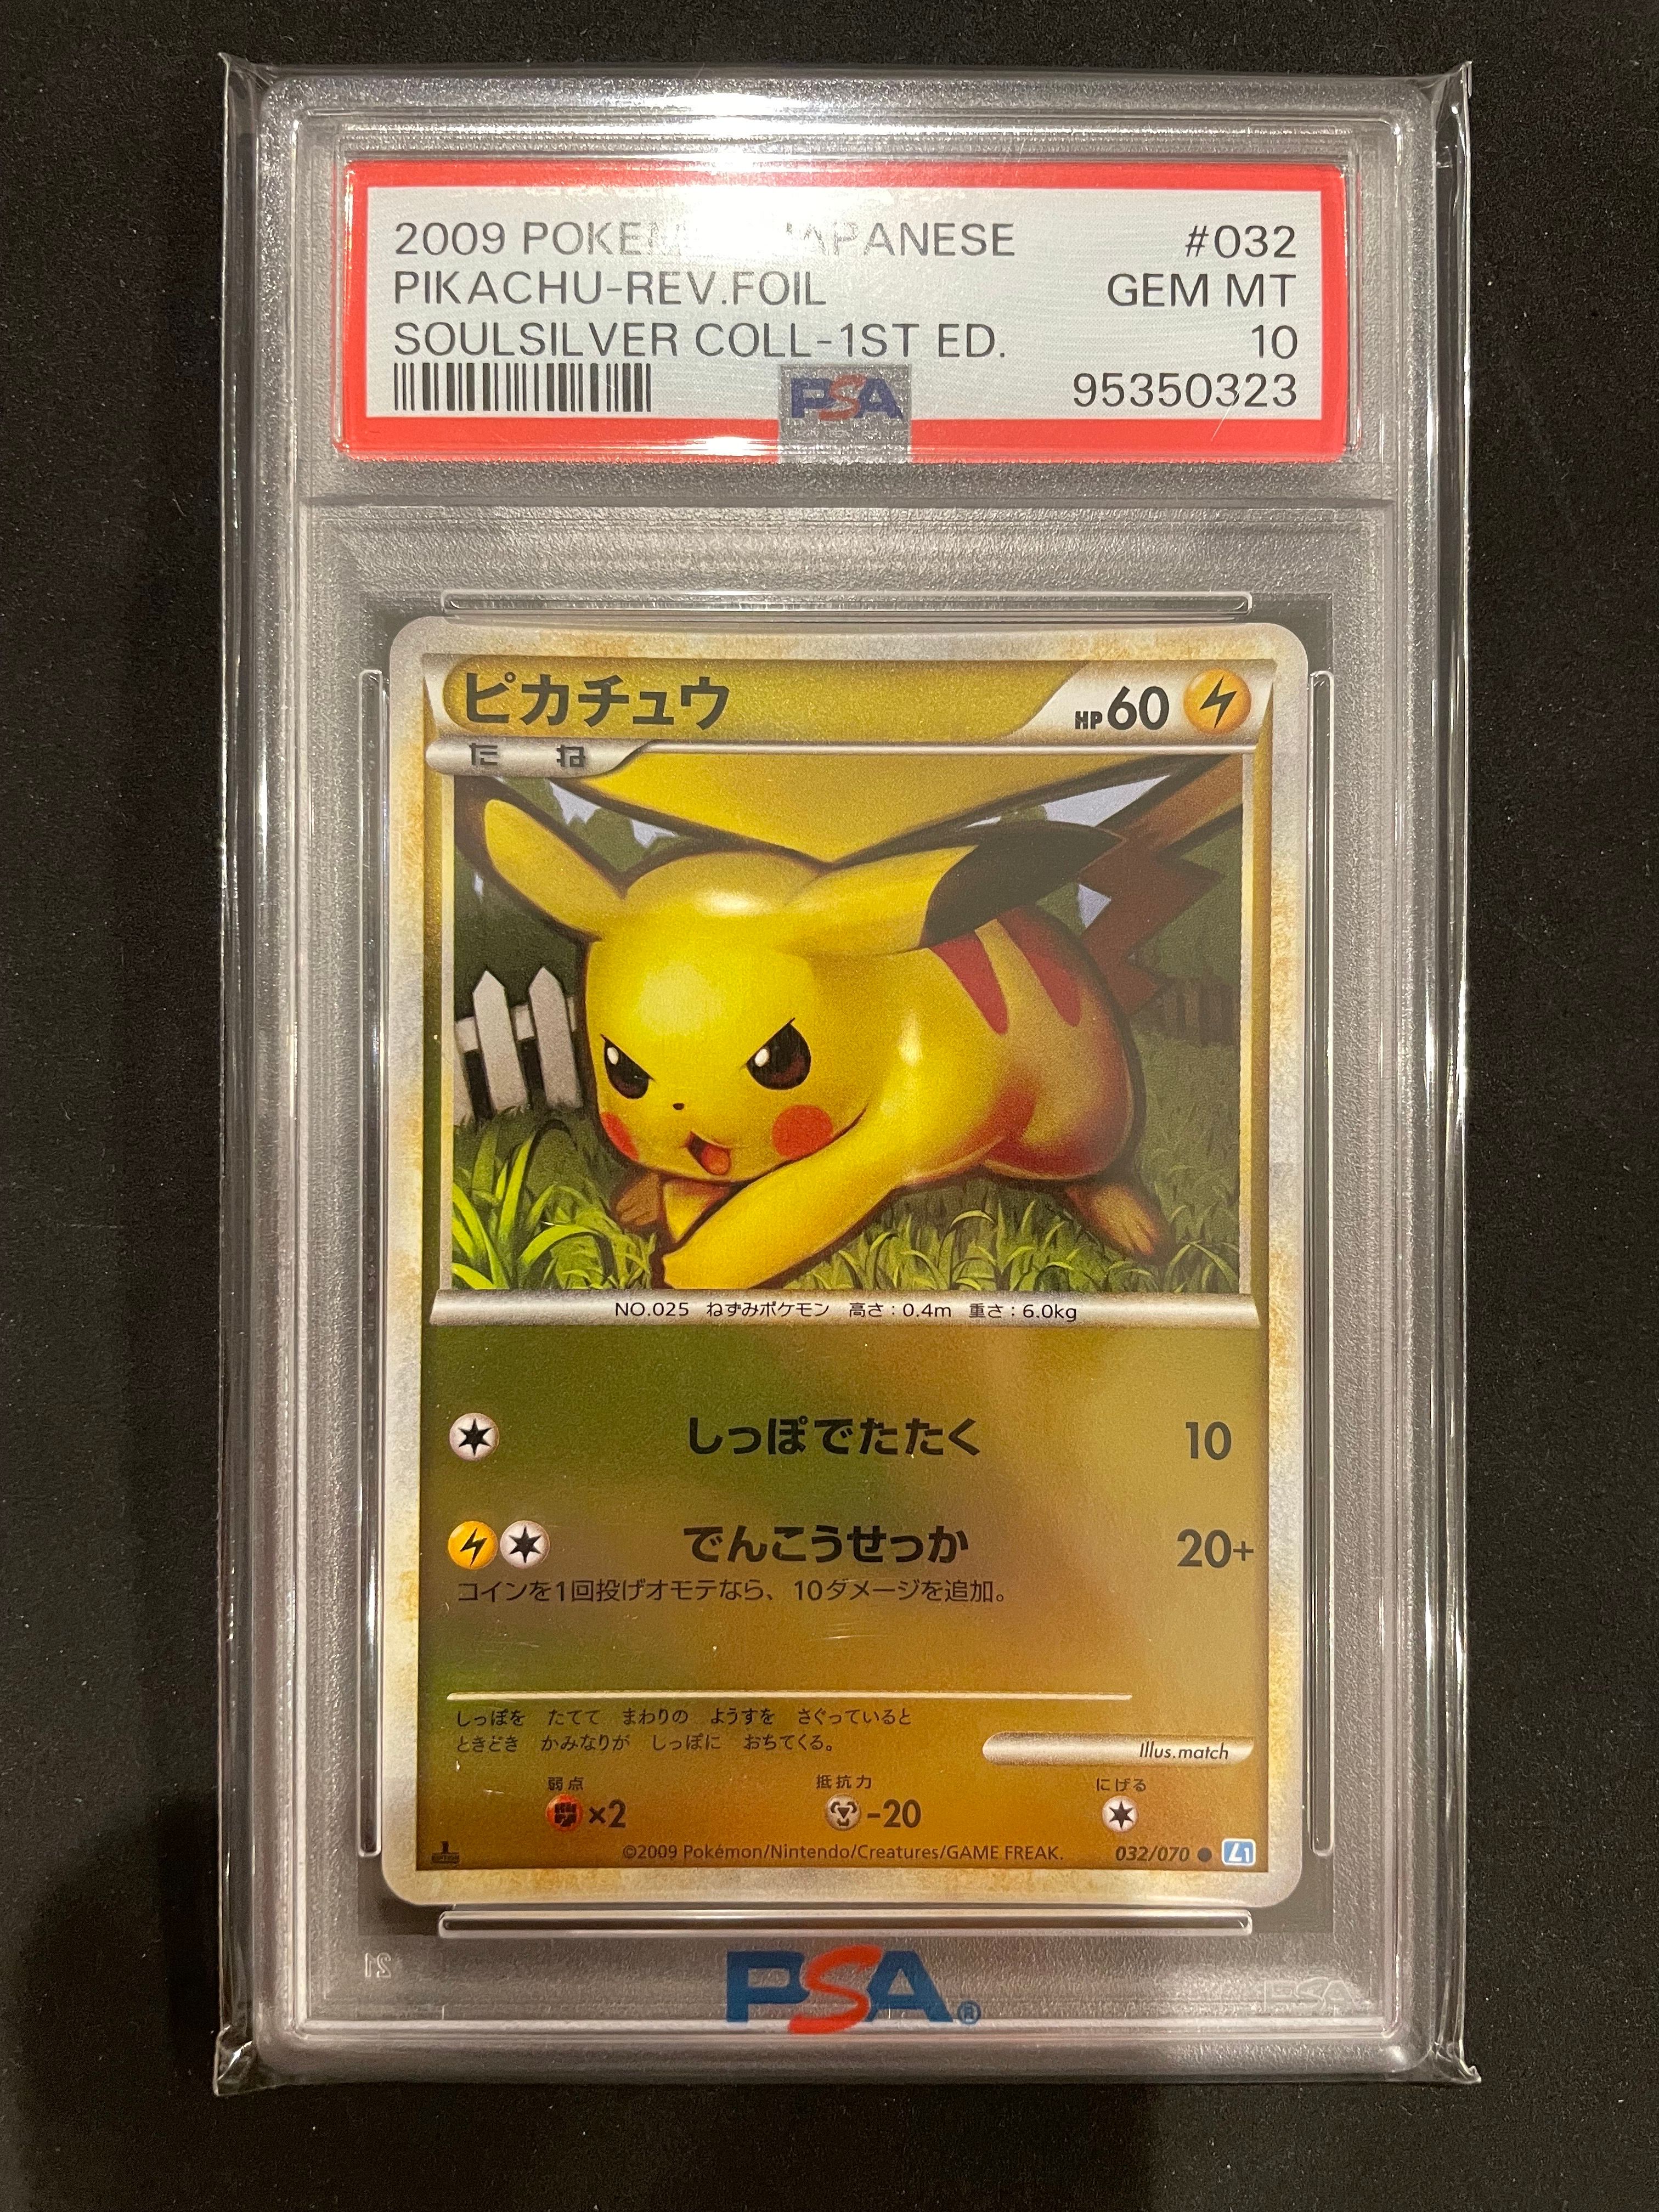 2009 POKEM JAPANESE #032
PIKACHU-REV.FOIL GEM MT
SOULSILVER COLL-1ST ED. 10
PSA 95350323
ピカチュウ HP60
たね
NO.025 ねずみポケモン 高さ:0.4m 重さ:6.0kg
しっぽでたたく 10
でんこうせっか 20+
コインを1回投げオモテなら、10ダメージを追加。
しっぽを たてて まわりの ようすを さぐっていると
ときどき かみなりが しっぽに おちてくる。
Illus.match
弱点 抵抗力 にげる
×2 -20
1 EDITION ©2009 Pokémon/Nintendo/Creatures/GAME FREAK. 032/070 L1
PSA®
21 PSA